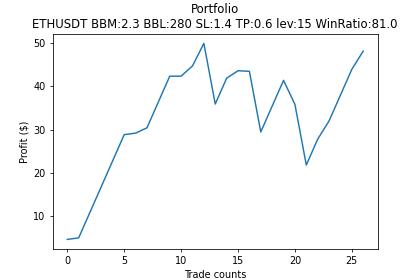 Portfolio
ETHUSDT BBM:2.3 BBL:280 SL:1.4 TP:0.6 lev:15 WinRatio:81.0
50
40
30
20
10
Profit ($)
0 5 10 15 20 25
Trade counts